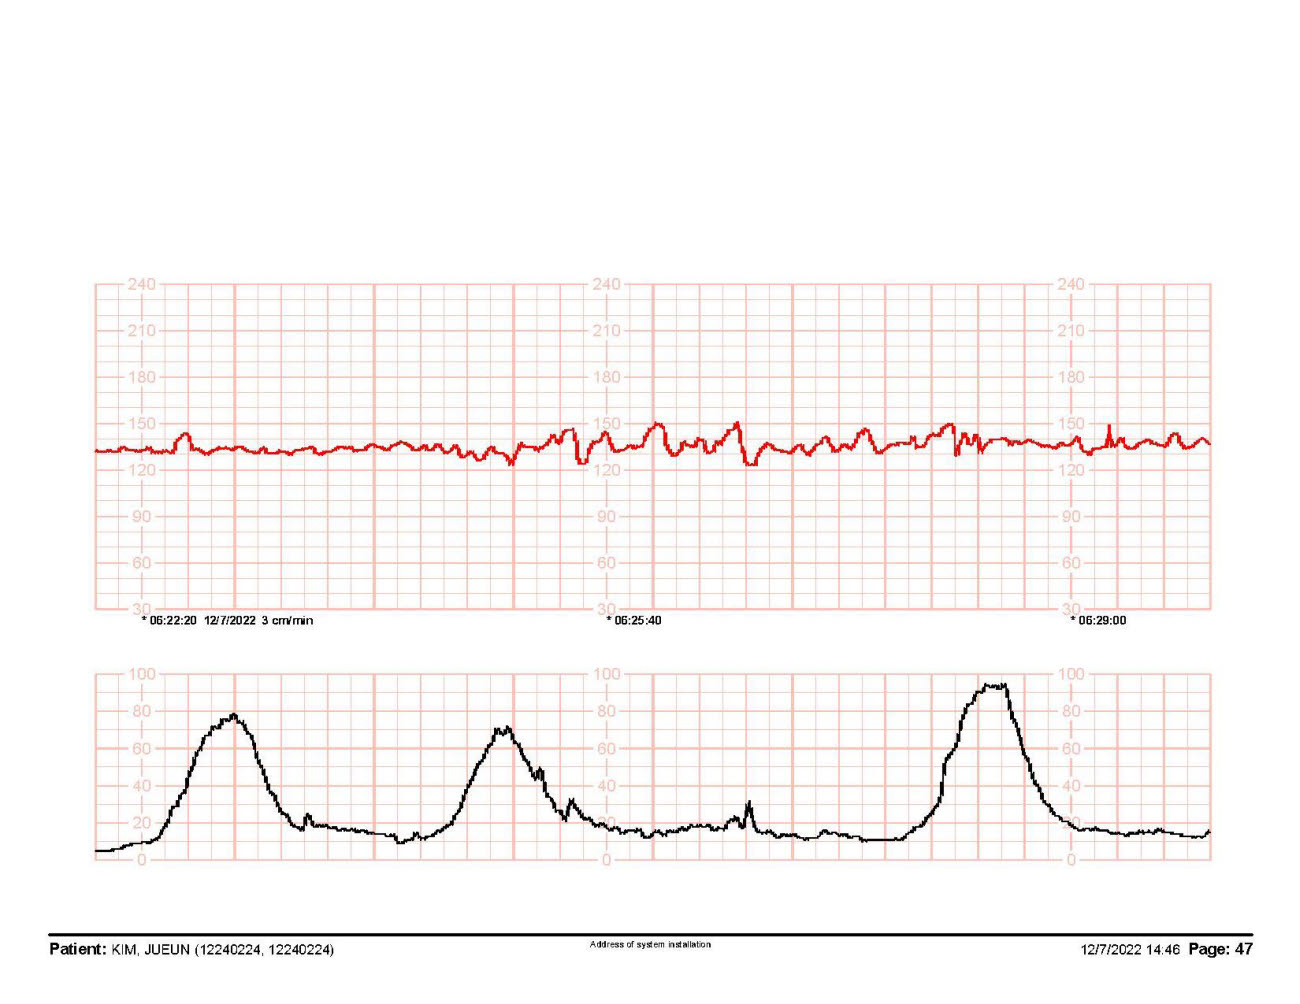 240 240 240
210 210 210
180 180 180
150 150 150
120 120 120
90 90 90
60 60 60
30 30 30
* 06:22:20 12/7/2022 3 cm/min * 06:25:40 * 06:29:00
100 100 100
80 80 80
60 60 60
40 40 40
20 20 20
0 0 0
Patient: KIM, JUEUN (12240224, 12240224) Address of system installation 12/7/2022 14:46 Page: 47